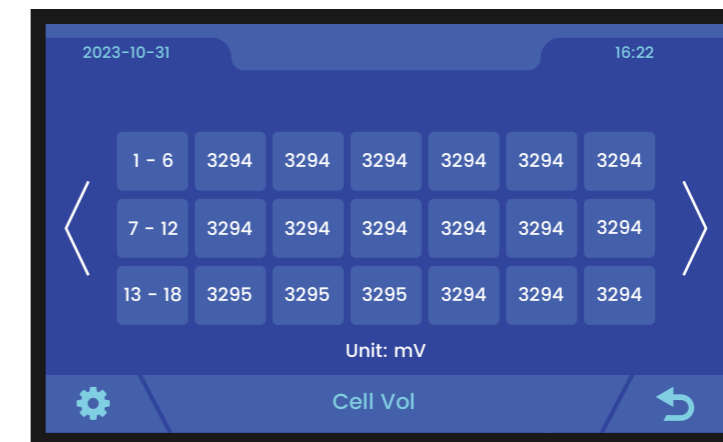 2023-10-31 16:22
1 - 6 3294 3294 3294 3294 3294 3294
7 - 12 3294 3294 3294 3294 3294 3294
13 - 18 3295 3295 3295 3294 3294 3294
Unit: mV
Cell Vol